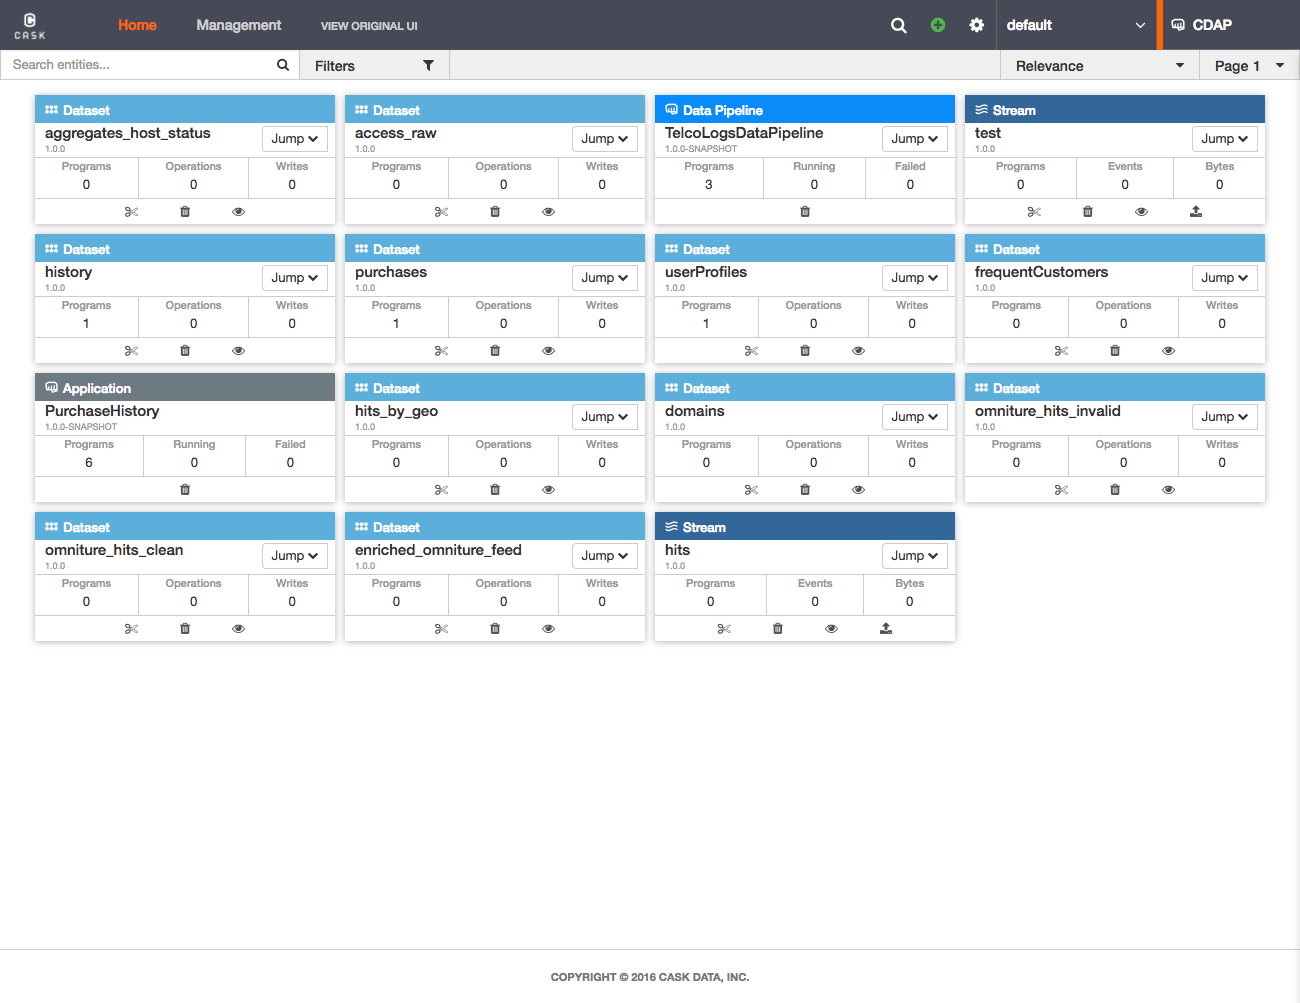 CASK
Home Management VIEW ORIGINAL UI default CDAP
Search entities... Filters Relevance Page 1
Dataset Dataset Data Pipeline Stream
aggregates_host_status Jump access_raw Jump TelcoLogsDataPipeline Jump test Jump
1.0.0 1.0.0 1.0.0-SNAPSHOT 1.0.0
Programs Operations Writes Programs Operations Writes Programs Running Failed Programs Events Bytes
0 0 0 0 0 0 3 0 0 0 0 0
Dataset Dataset Dataset Dataset
history Jump purchases Jump userProfiles Jump frequentCustomers Jump
1.0.0 1.0.0 1.0.0 1.0.0
Programs Operations Writes Programs Operations Writes Programs Operations Writes Programs Operations Writes
1 0 0 1 0 0 1 0 0 0 0 0
Application Dataset Dataset Dataset
PurchaseHistory hits_by_geo Jump domains Jump omniture_hits_invalid Jump
1.0.0-SNAPSHOT 1.0.0 1.0.0 1.0.0
Programs Running Failed Programs Operations Writes Programs Operations Writes Programs Operations Writes
6 0 0 0 0 0 0 0 0 0 0 0
Dataset Dataset Stream
omniture_hits_clean Jump enriched_omniture_feed Jump hits Jump
1.0.0 1.0.0 1.0.0
Programs Operations Writes Programs Operations Writes Programs Events Bytes
0 0 0 0 0 0 0 0 0
COPYRIGHT © 2016 CASK DATA, INC.